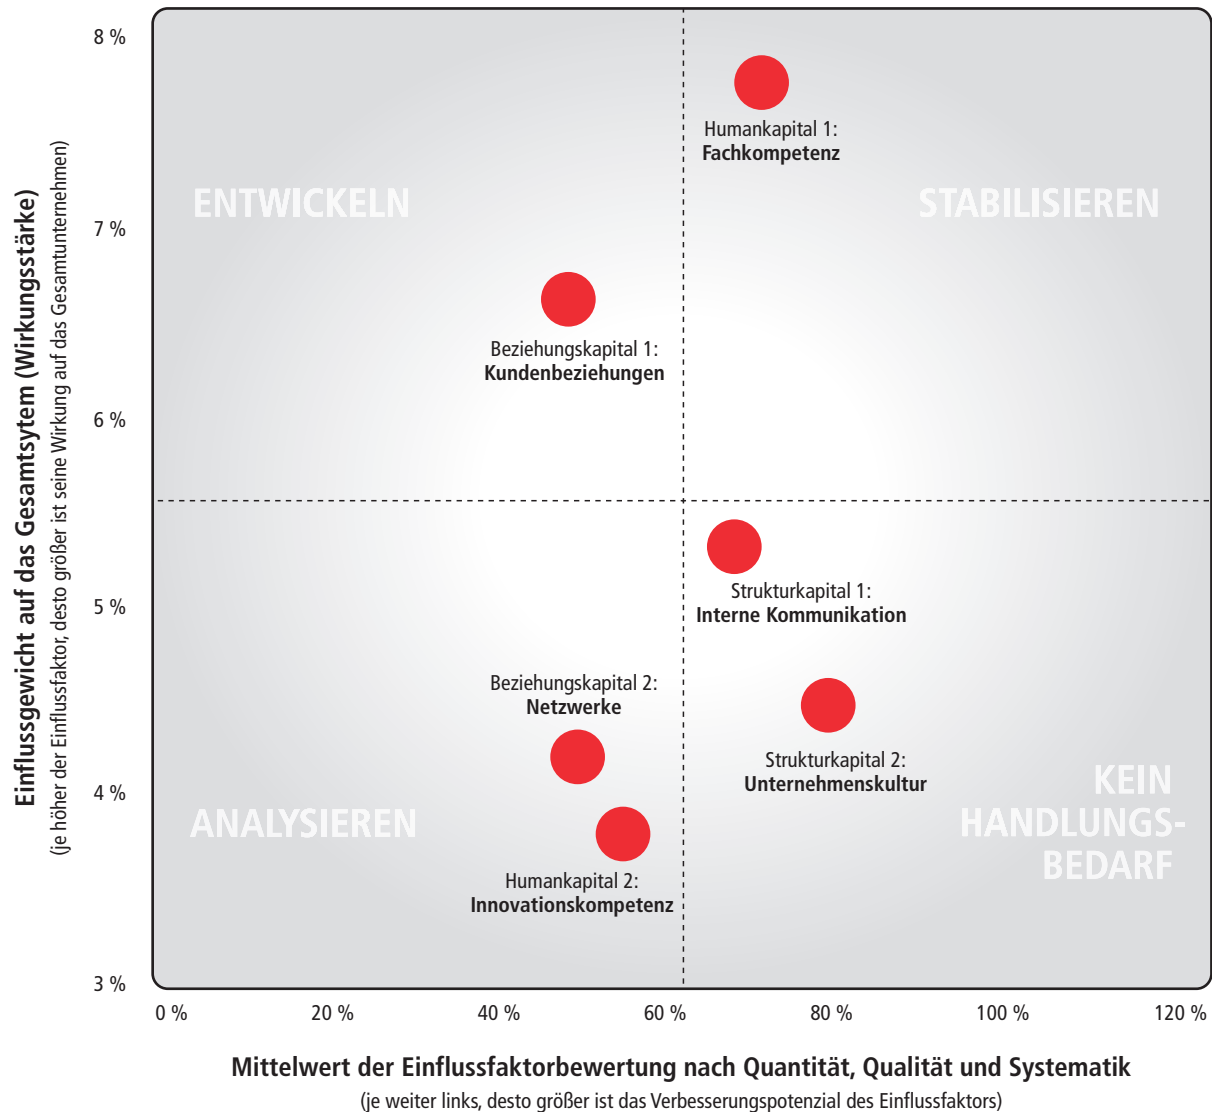 8 %
7 %
6 %
5 %
4 %
3 %
Einflussgewicht auf das Gesamtsytem (Wirkungsstärke)
(je höher der Einflussfaktor, desto größer ist seine Wirkung auf das Gesamtunternehmen)
ENTWICKELN
STABILISIEREN
Humankapital 1:
Fachkompetenz
Beziehungskapital 1:
Kundenbeziehungen
Strukturkapital 1:
Interne Kommunikation
Beziehungskapital 2:
Netzwerke
Strukturkapital 2:
Unternehmenskultur
ANALYSIEREN
KEIN
HANDLUNGS-
BEDARF
Humankapital 2:
Innovationskompetenz
0 % 20 % 40 % 60 % 80 % 100 % 120 %
Mittelwert der Einflussfaktorbewertung nach Quantität, Qualität und Systematik
(je weiter links, desto größer ist das Verbesserungspotenzial des Einflussfaktors)